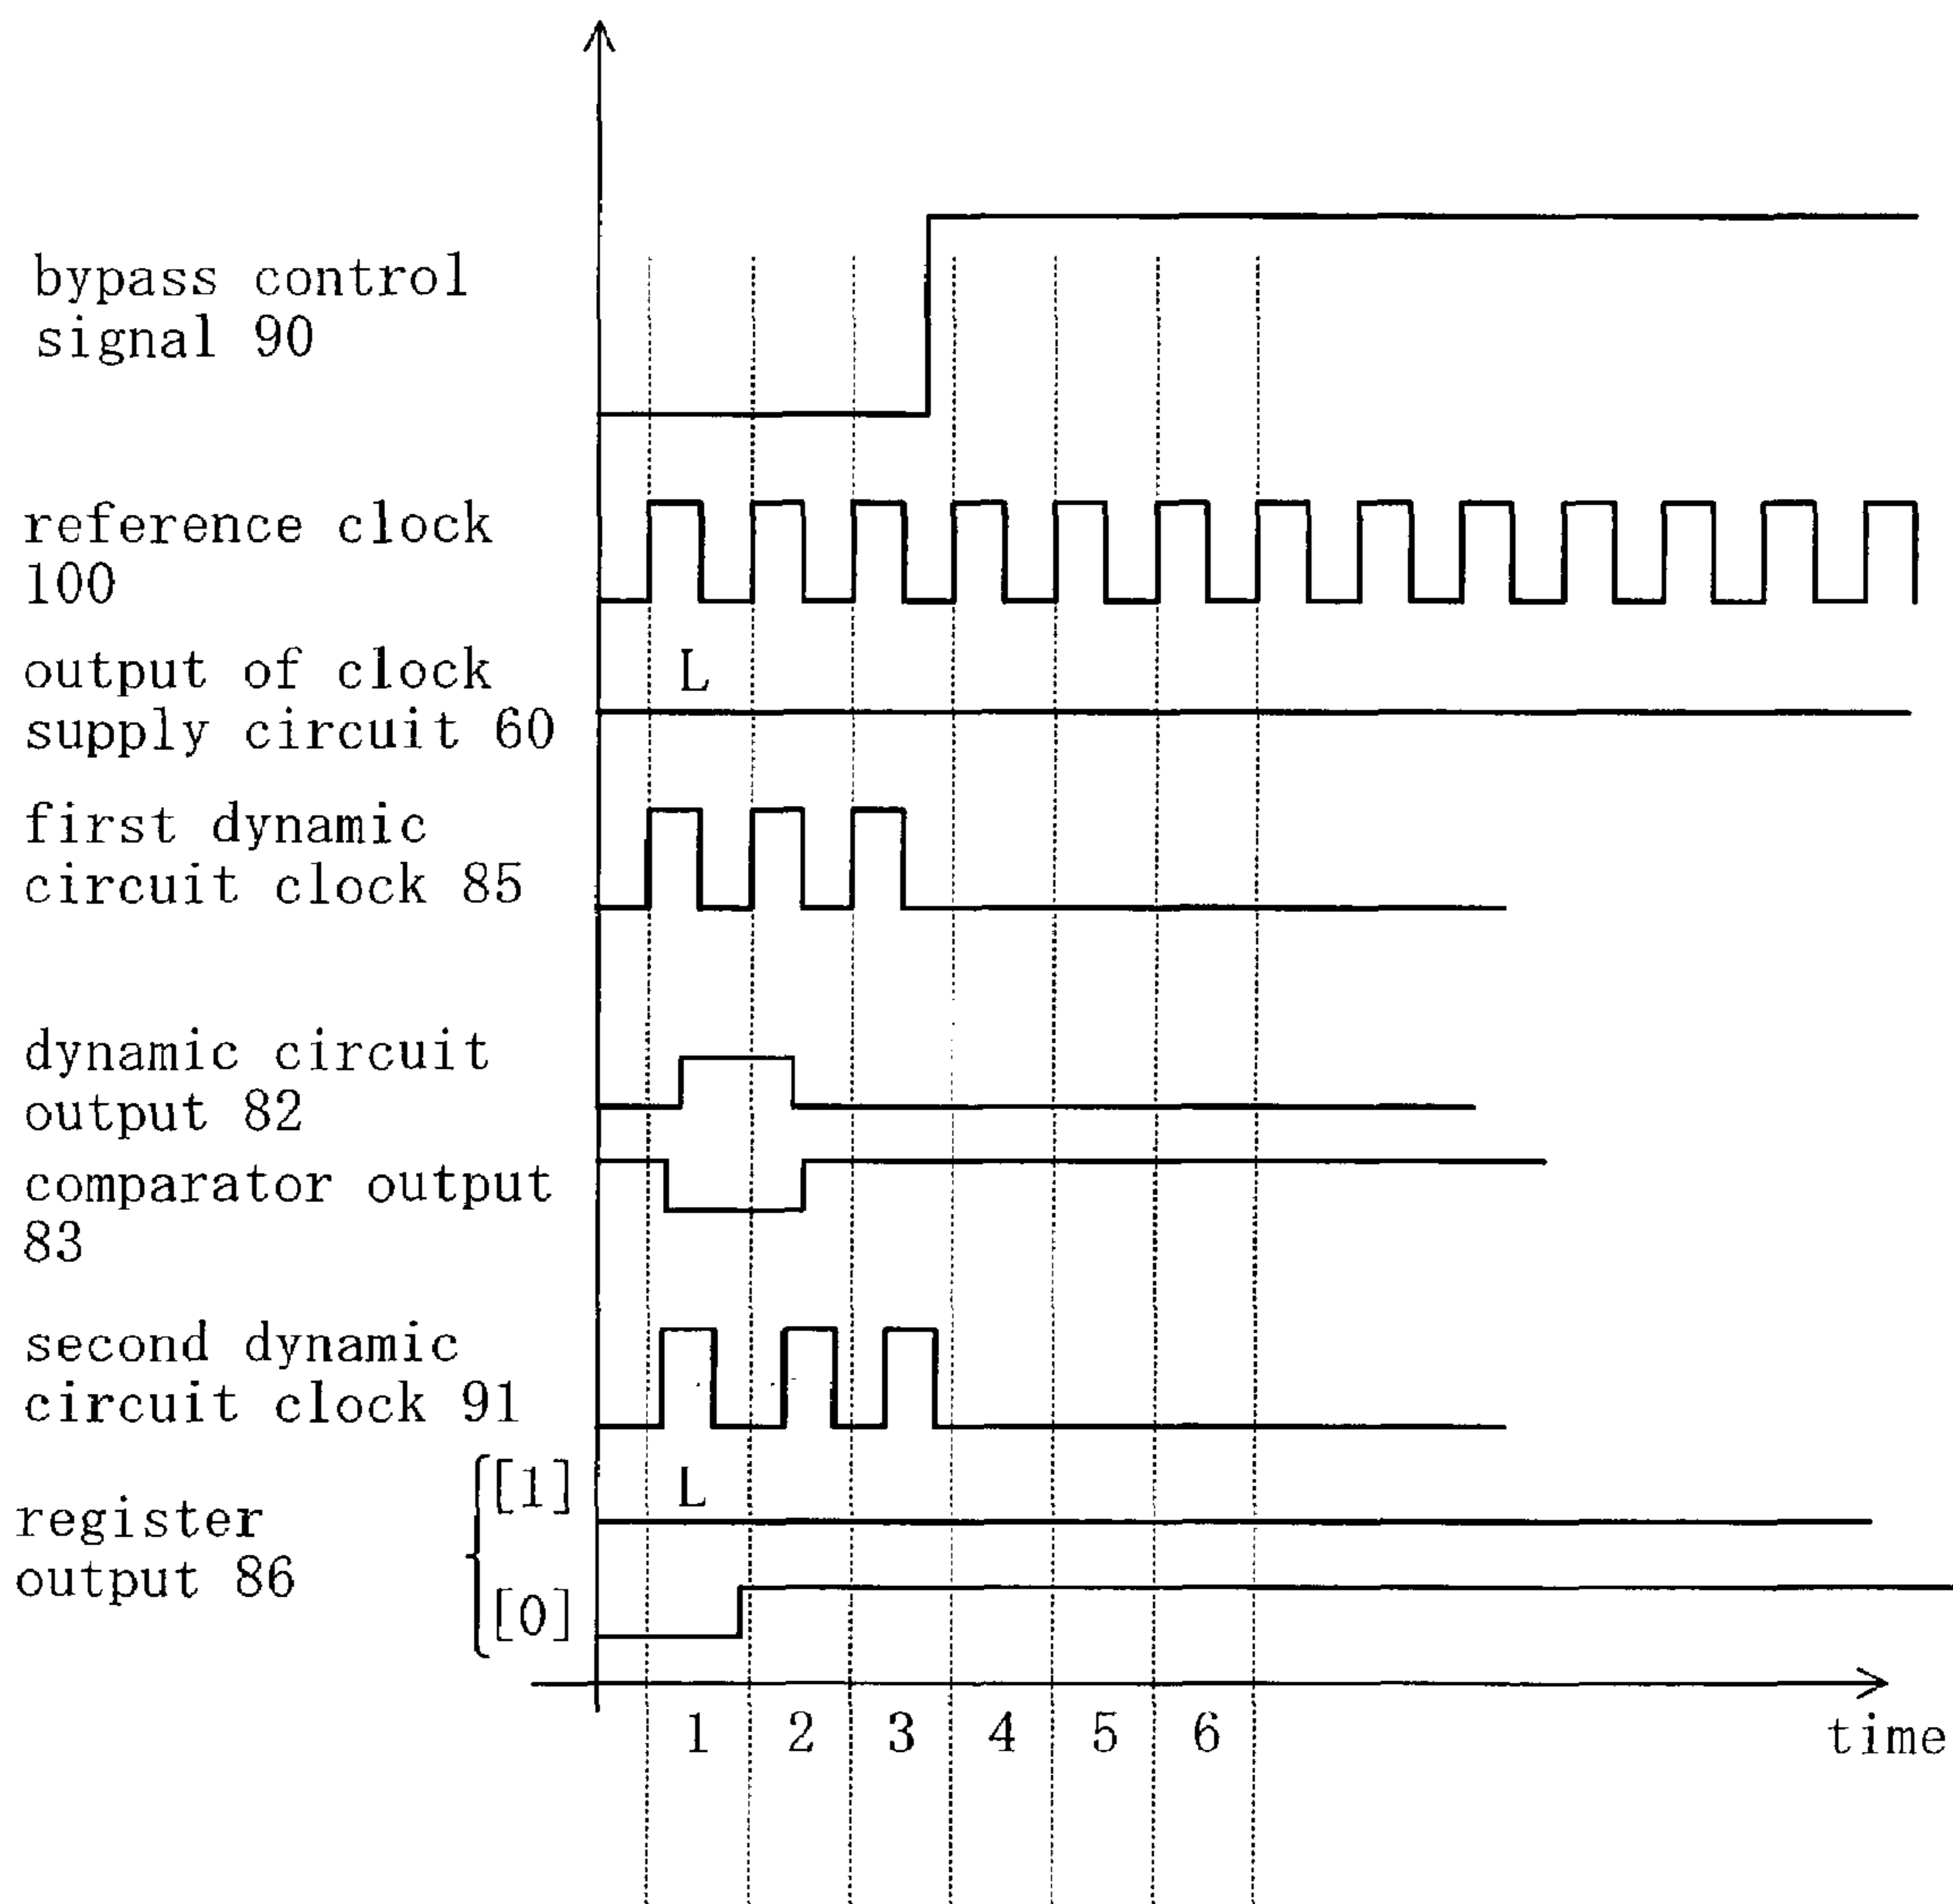 bypass control
signal 90
reference clock
100
output of clock
supply circuit 60
L
first dynamic
circuit clock 85
dynamic circuit
output 82
comparator output
83
second dynamic
circuit clock 91
register
output 86
[1]
L
[0]
1 2 3 4 5 6
time